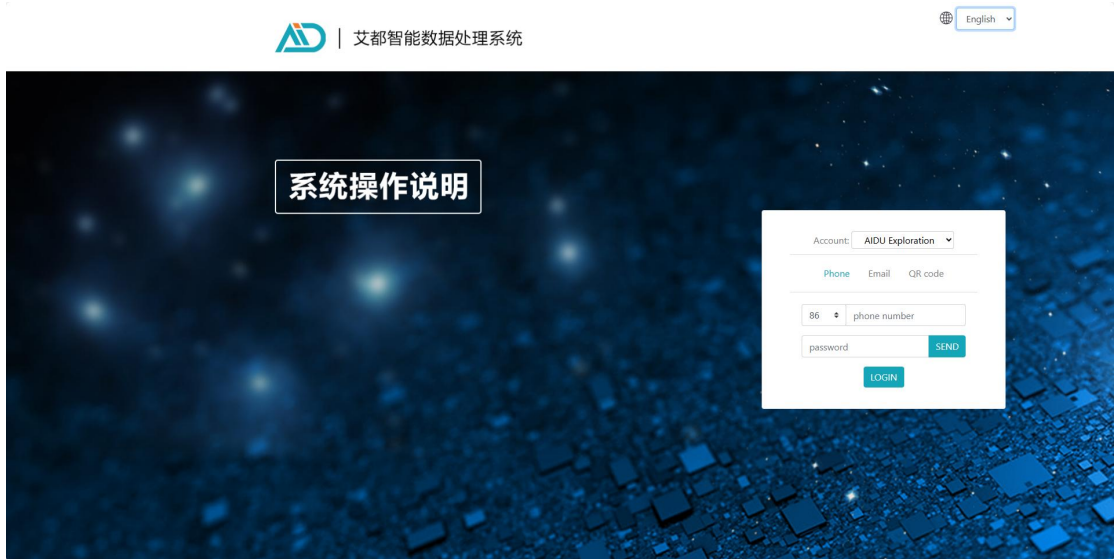 English
AID | 艾都智能数据处理系统
系统操作说明
Account: AIDU Exploration
Phone Email QR code
86 phone number
password SEND
LOGIN